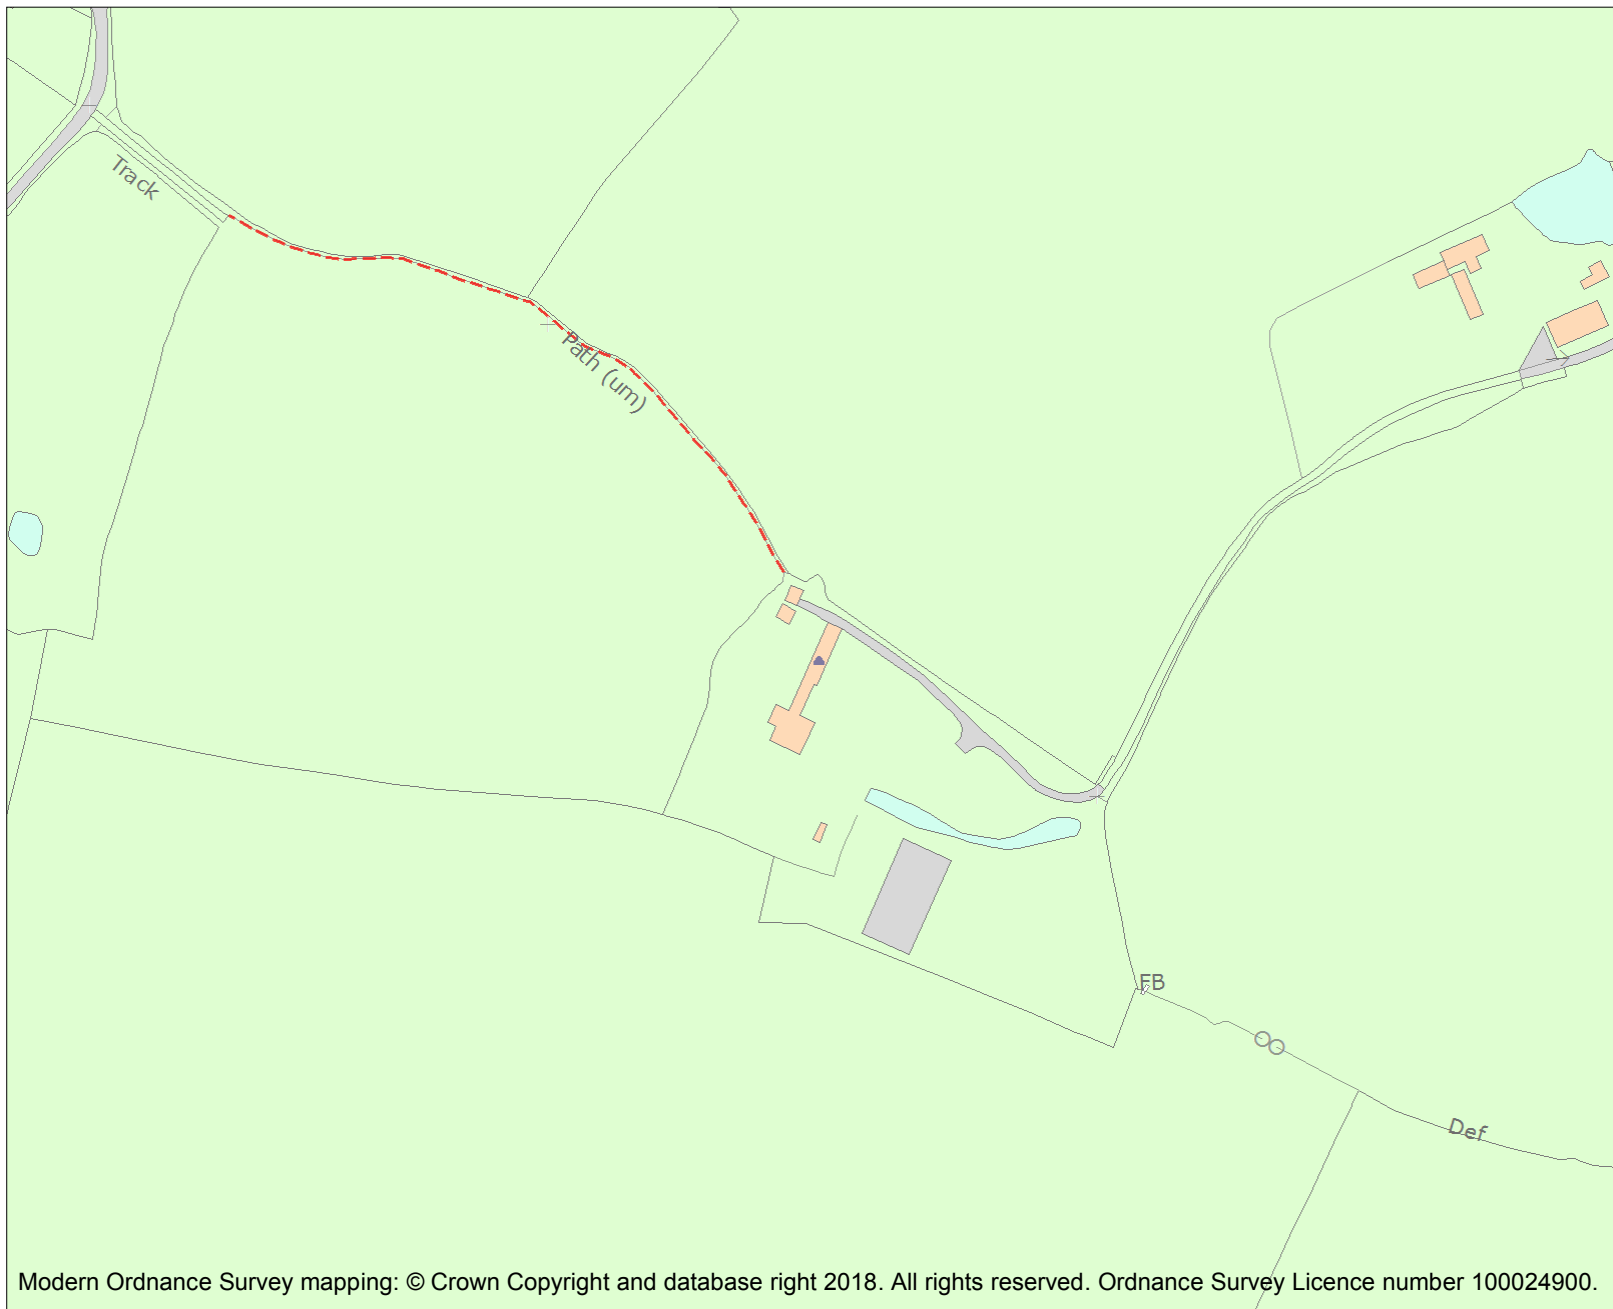 Track
Path (um)
FB
Def
Modern Ordnance Survey mapping: © Crown Copyright and database right 2018. All rights reserved. Ordnance Survey Licence number 100024900.